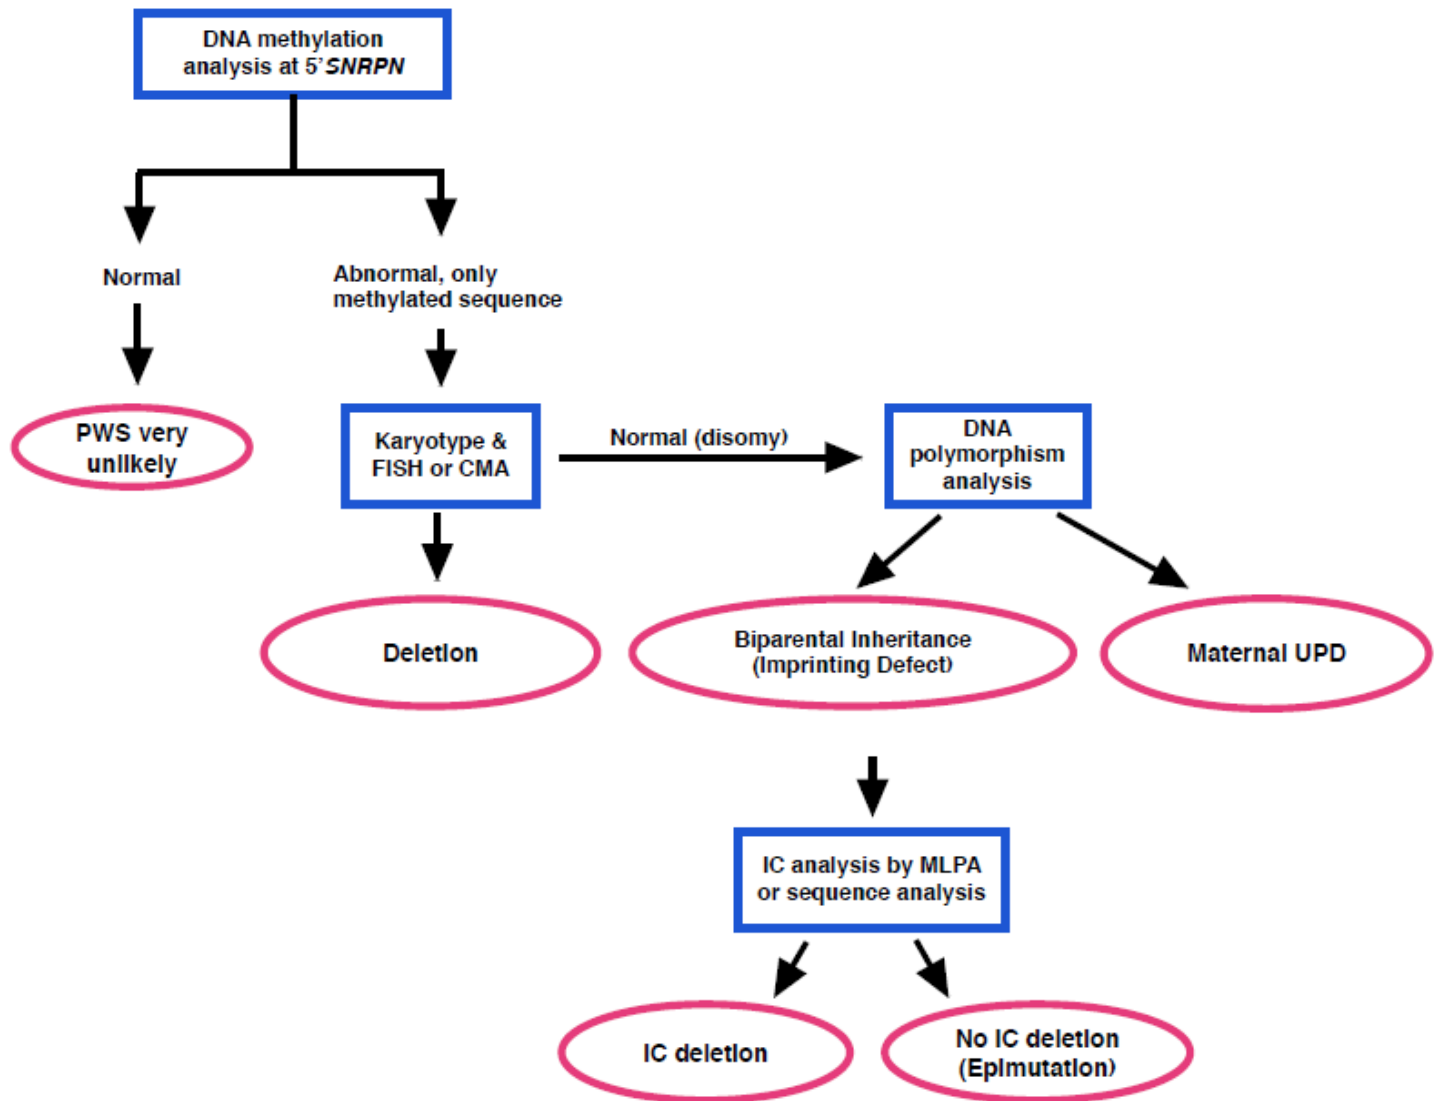 DNA methylation
analysis at 5’SNRPN
Normal
Abnormal, only
methylated sequence
PWS very
unlikely
Karyotype &
FISH or CMA
Normal (disomy)
DNA
polymorphism
analysis
Deletion
Biparental Inheritance
(Imprinting Defect)
Maternal UPD
IC analysis by MLPA
or sequence analysis
IC deletion
No IC deletion
(Epimutation)